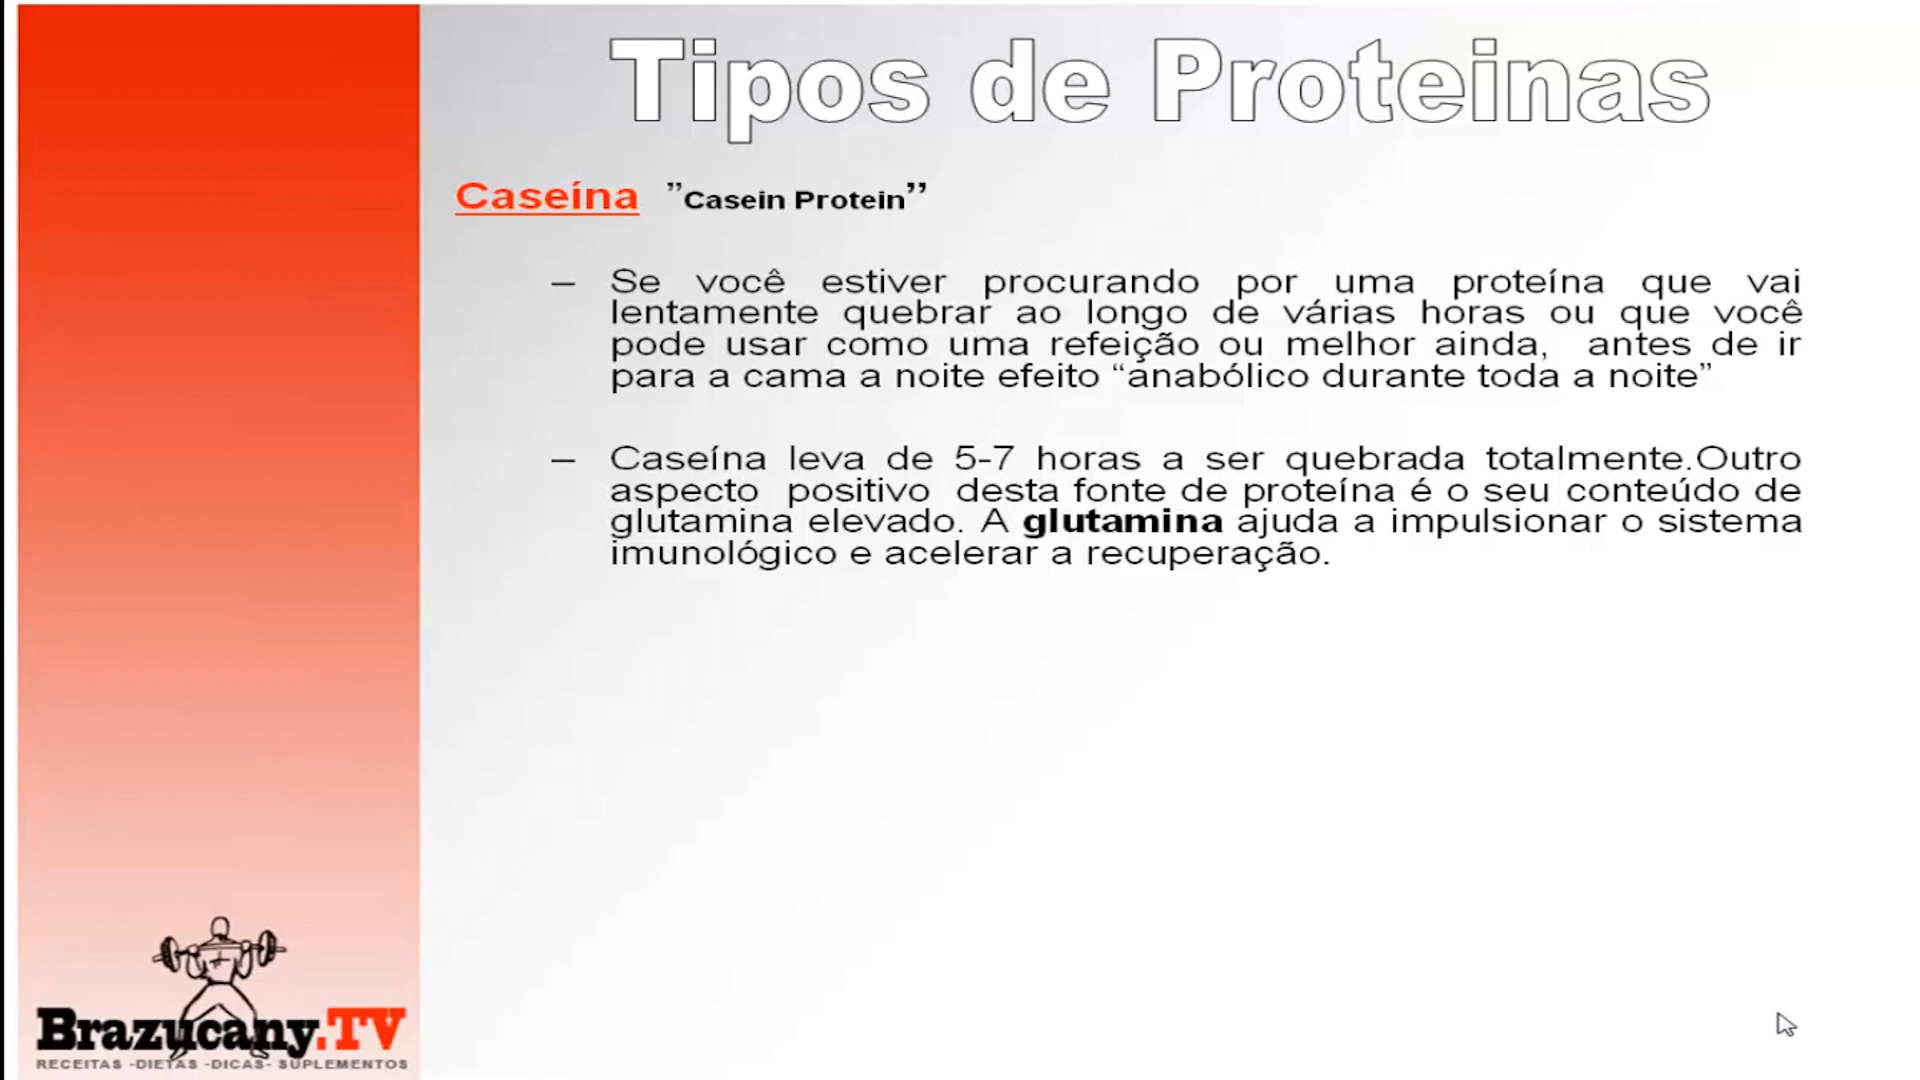 Tipos de Proteinas
Caseína ”Casein Protein’’
– Se você estiver procurando por uma proteína que vai
lentamente quebrar ao longo de várias horas ou que você
pode usar como uma refeição ou melhor ainda, antes de ir
para a cama a noite efeito “anabólico durante toda a noite”
– Caseína leva de 5-7 horas a ser quebrada totalmente.Outro
aspecto positivo desta fonte de proteína é o seu conteúdo de
glutamina elevado. A glutamina ajuda a impulsionar o sistema
imunológico e acelerar a recuperação.
Brazucany.TV
RECEITAS -DIETAS -DICAS- SUPLEMENTOS